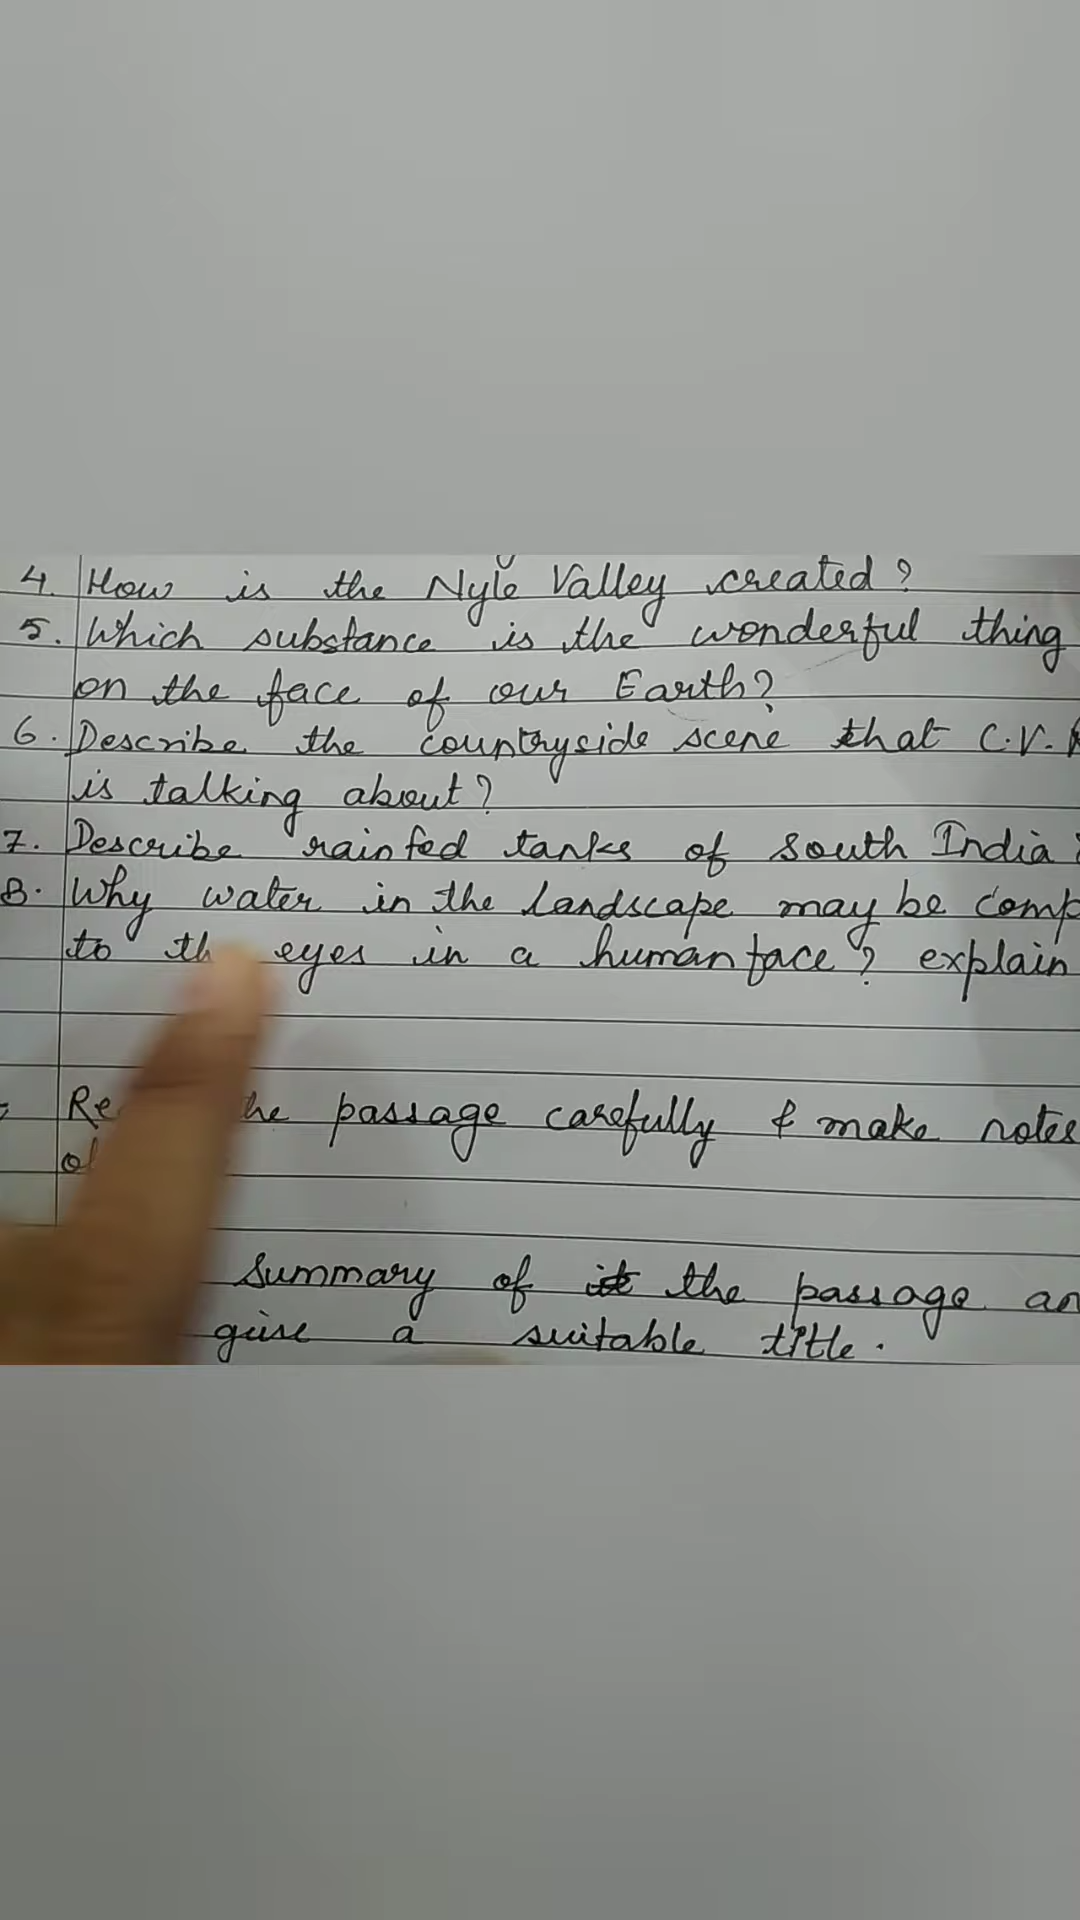 4. How is the Nyle Valley created?
5. Which substance is the wonderful thing
on the face of our Earth?
6. Describe the countryside scene that C.V.
is talking about?
7. Describe rainfed tanks of South India
8. Why water in the landscape may be comp
to eyes in a human face? explain
passage carefully & make notes
summary of the passage an
give a suitable title.